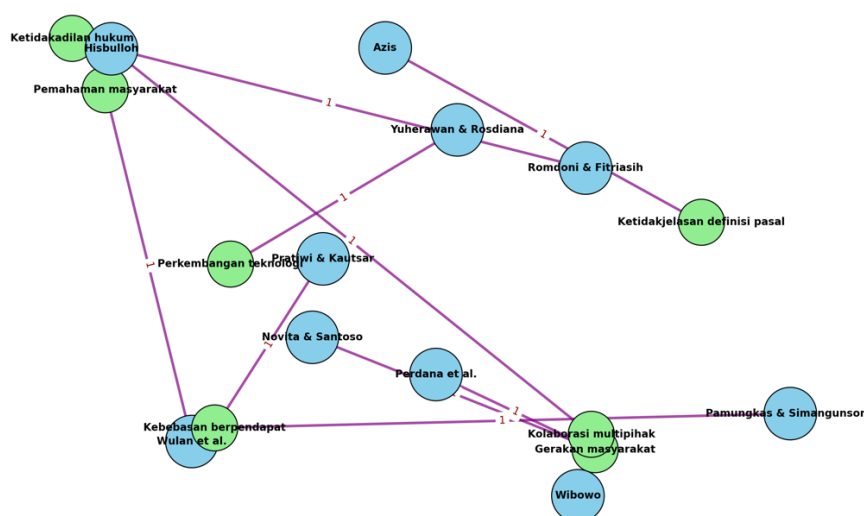 Ketidakadilan hukum
Hisbulloh
Azis
Pemahaman masyarakat
1
Yuherawan & Rosdiana
1
Romdoni & Fitriasih
1
Ketidakjelasan definisi pasal
1
Perkembangan teknologi
Pratiwi & Kautsar
1
Novita & Santoso
1
Perdana et al.
1
Pamungkas & Simangunsor
1
Kebebasan berpendapat
Wulan et al.
Kolaborasi multipihak
Gerakan masyarakat
Wibowo